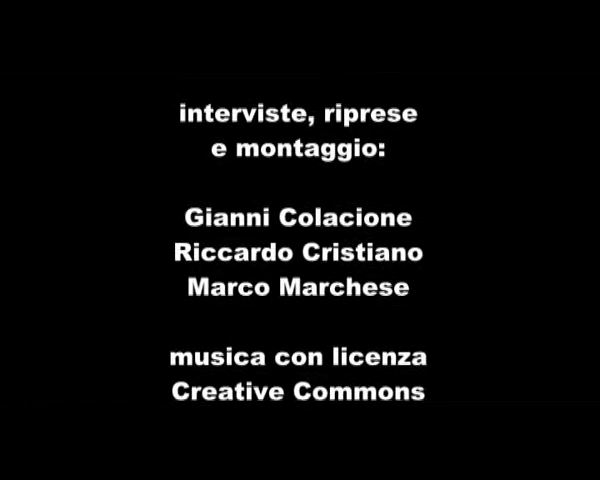 interviste, riprese
e montaggio:
Gianni Colacione
Riccardo Cristiano
Marco Marchese
musica con licenza
Creative Commons